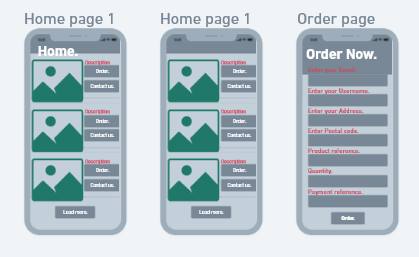 Home page 1
Home.
Description
Order.
Contact us.
Description
Order.
Contact us.
Description
Order.
Contact us.
Load more.
Home page 1
Description
Order.
Contact us.
Description
Order.
Contact us.
Description
Order.
Contact us.
Load more.
Order page
Order Now.
Enter your Email.
Enter your Username.
Enter your Address.
Enter Postal code.
Product reference.
Quantity.
Payment reference.
Order.